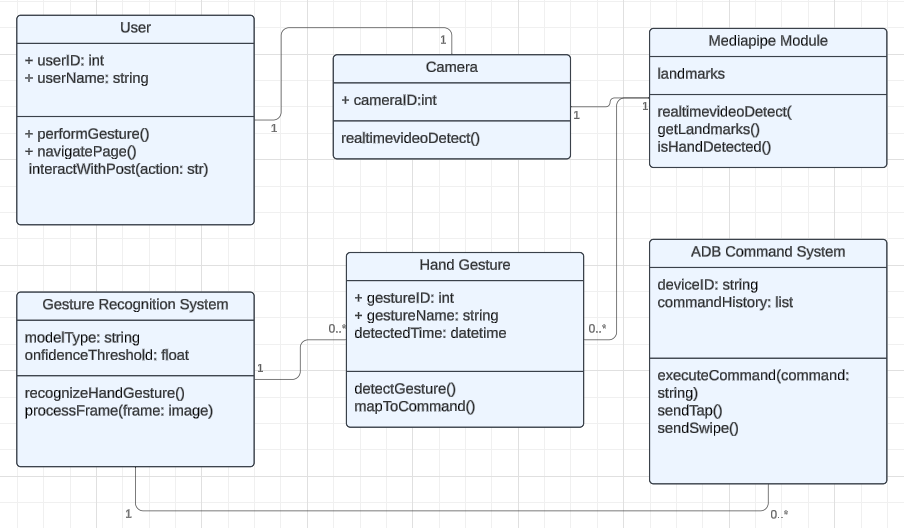 User
+ userID: int
+ userName: string
+ performGesture()
+ navigatePage()
interactWithPost(action: str)
1
1
Camera
+ cameraID:int
realtimevideoDetect()
1
1
Mediapipe Module
landmarks
realtimevideoDetect(
getLandmarks()
isHandDetected()
Gesture Recognition System
modelType: string
onfidenceThreshold: float
recognizeHandGesture()
processFrame(frame: image)
1
0..*
Hand Gesture
+ gestureID: int
+ gestureName: string
detectedTime: datetime
detectGesture()
mapToCommand()
0..*
ADB Command System
deviceID: string
commandHistory: list
executeCommand(command:
string)
sendTap()
sendSwipe()
1
0..*